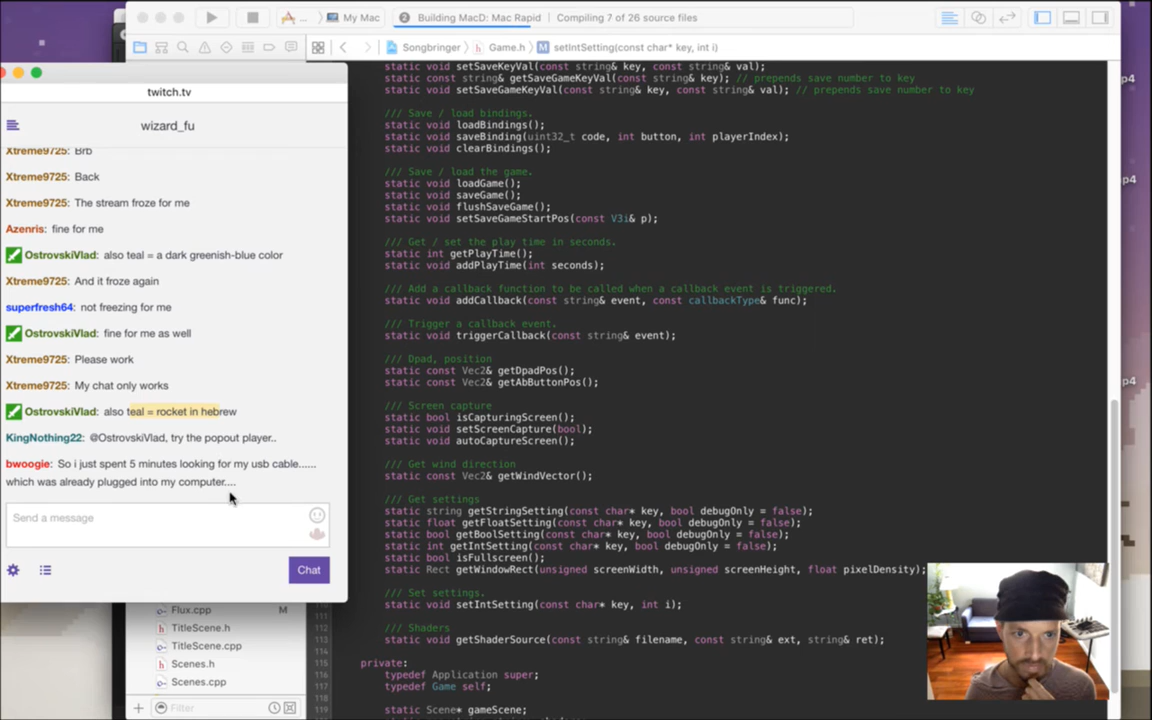 My Mac
2
Building MacD: Mac Rapid
Compiling 7 of 26 source files
Songbringer
Game.h
M
setIntSetting(const char* key, int i)
twitch.tv
wizard_fu
Xtreme9725: Brb
Xtreme9725: Back
Xtreme9725: The stream froze for me
Azenris: fine for me
OstrovskiVlad: also teal = a dark greenish-blue color
Xtreme9725: And it froze again
superfresh64: not freezing for me
OstrovskiVlad: fine for me as well
Xtreme9725: Please work
Xtreme9725: My chat only works
OstrovskiVlad: also teal = rocket in hebrew
KingNothing22: @OstrovskiVlad, try the popout player..
bwoogie: So i just spent 5 minutes looking for my usb cable......
which was already plugged into my computer....
Send a message
Chat
Flux.cpp
M
TitleScene.h
TitleScene.cpp
Scenes.h
Scenes.cpp
Filter
static void setSaveKeyVal(const string& key, const string& val);
static const string& getSaveGameKeyVal(const string& key); // prepends save number to key
static void setSaveGameKeyVal(const string& key, const string& val); // prepends save number to key
/// Save / load bindings.
static void loadBindings();
static void saveBinding(uint32_t code, int button, int playerIndex);
static void clearBindings();
/// Save / load the game.
static void loadGame();
static void saveGame();
static void flushSaveGame();
static void setSaveGameStartPos(const V3i& p);
/// Get / set the play time in seconds.
static int getPlayTime();
static void addPlayTime(int seconds);
/// Add a callback function to be called when a callback event is triggered.
static void addCallback(const string& event, const callbackType& func);
/// Trigger a callback event.
static void triggerCallback(const string& event);
/// Dpad, position
static const Vec2& getDpadPos();
static const Vec2& getAbButtonPos();
/// Screen capture
static bool isCapturingScreen();
static void setScreenCapture(bool);
static void autoCaptureScreen();
/// Get wind direction
static const Vec2& getWindVector();
/// Get settings
static string getStringSetting(const char* key, bool debugOnly = false);
static float getFloatSetting(const char* key, bool debugOnly = false);
static bool getBoolSetting(const char* key, bool debugOnly = false);
static int getIntSetting(const char* key, bool debugOnly = false);
static bool isFullscreen();
static Rect getWindowRect(unsigned screenWidth, unsigned screenHeight, float pixelDensity);
/// Set settings.
static void setIntSetting(const char* key, int i);
111
112
/// Shaders
113
static void getShaderSource(const string& filename, const string& ext, string& ret);
114
115
private:
116
typedef Application super;
117
typedef Game self;
118
119
static Scene* gameScene;
p4
p4
p4